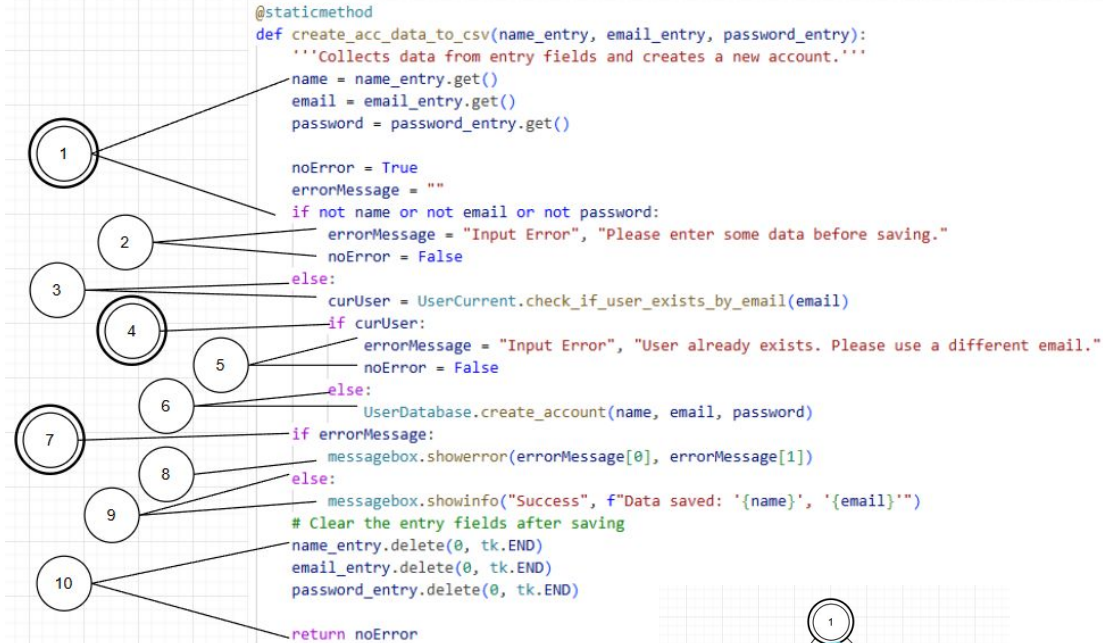 @staticmethod
def create_acc_data_to_csv(name_entry, email_entry, password_entry):
'''Collects data from entry fields and creates a new account.'''
name = name_entry.get()
email = email_entry.get()
password = password_entry.get()
1
noError = True
errorMessage = ""
if not name or not email or not password:
2
errorMessage = "Input Error", "Please enter some data before saving."
noError = False
else:
3
curUser = UserCurrent.check_if_user_exists_by_email(email)
4
if curUser:
errorMessage = "Input Error", "User already exists. Please use a different email."
5
noError = False
else:
6
UserDatabase.create_account(name, email, password)
7
if errorMessage:
messagebox.showerror(errorMessage[0], errorMessage[1])
8
else:
messagebox.showinfo("Success", f"Data saved: '{name}', '{email}'")
9
# Clear the entry fields after saving
name_entry.delete(0, tk.END)
email_entry.delete(0, tk.END)
10
password_entry.delete(0, tk.END)
1
return noError